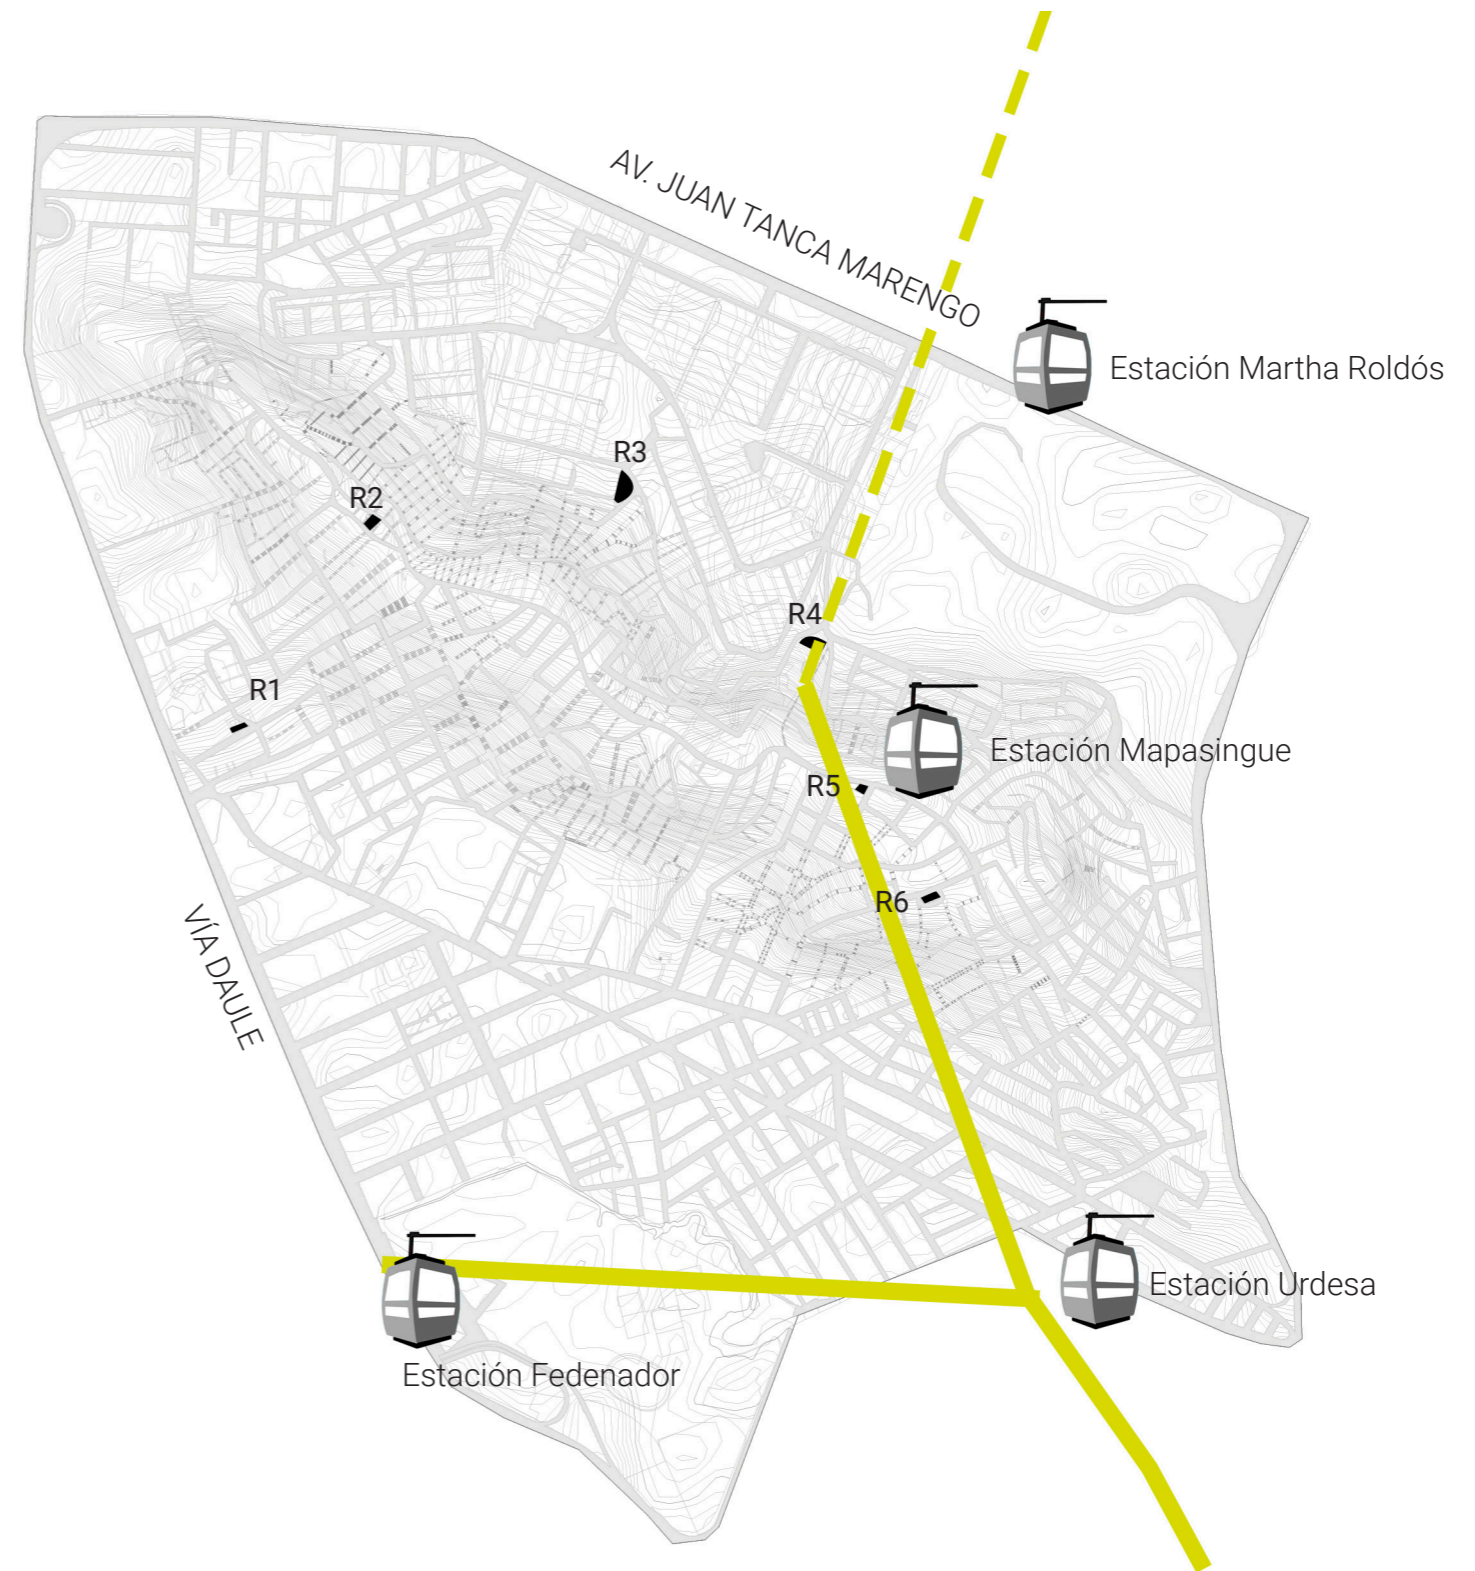 AV. JUAN TANCA MARENGO
Estación Martha Roldós
R3
R2
R4
R1
Estación Mapasingue
R5
R6
VÍA DAULE
Estación Urdesa
Estación Fedenador